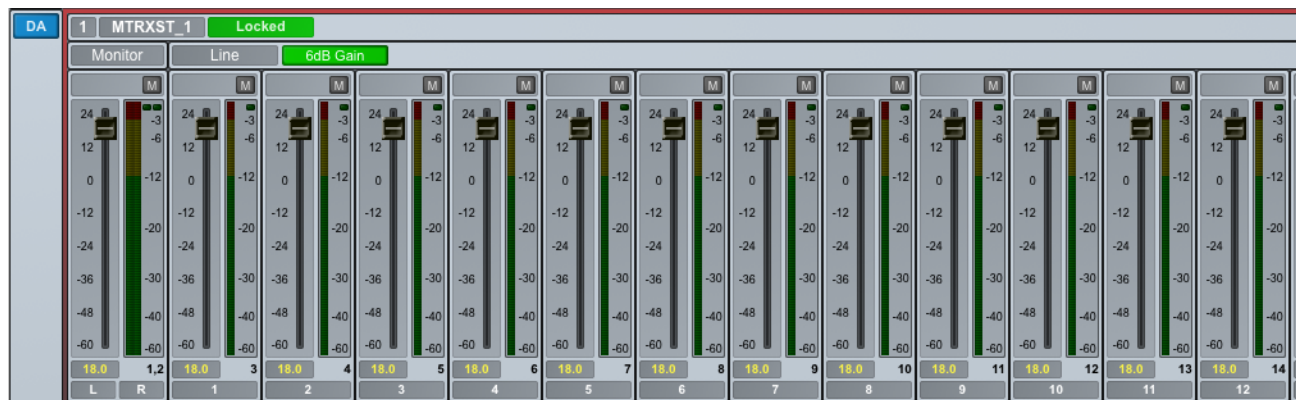 DA 1 MTRXST_1 Locked
Monitor Line 6dB Gain
M M M M M M M M M M M M M
24 -3 24 -3 24 -3 24 -3 24 -3 24 -3 24 -3 24 -3 24 -3 24 -3 24 -3 24 -3 24 -3
12 -6 12 -6 12 -6 12 -6 12 -6 12 -6 12 -6 12 -6 12 -6 12 -6 12 -6 12 -6 12 -6
0 -12 0 -12 0 -12 0 -12 0 -12 0 -12 0 -12 0 -12 0 -12 0 -12 0 -12 0 -12 0 -12
-12 -20 -12 -20 -12 -20 -12 -20 -12 -20 -12 -20 -12 -20 -12 -20 -12 -20 -12 -20 -12 -20 -12 -20 -12 -20
-24 -24 -24 -24 -24 -24 -24 -24 -24 -24 -24 -24 -24
-36 -30 -36 -30 -36 -30 -36 -30 -36 -30 -36 -30 -36 -30 -36 -30 -36 -30 -36 -30 -36 -30 -36 -30 -36 -30
-48 -40 -48 -40 -48 -40 -48 -40 -48 -40 -48 -40 -48 -40 -48 -40 -48 -40 -48 -40 -48 -40 -48 -40 -48 -40
-60 -60 -60 -60 -60 -60 -60 -60 -60 -60 -60 -60 -60 -60 -60 -60 -60 -60 -60 -60 -60 -60 -60 -60 -60 -60
18.0 1,2 18.0 3 18.0 4 18.0 5 18.0 6 18.0 7 18.0 8 18.0 9 18.0 10 18.0 11 18.0 12 18.0 13 18.0 14
L R 1 2 3 4 5 6 7 8 9 10 11 12